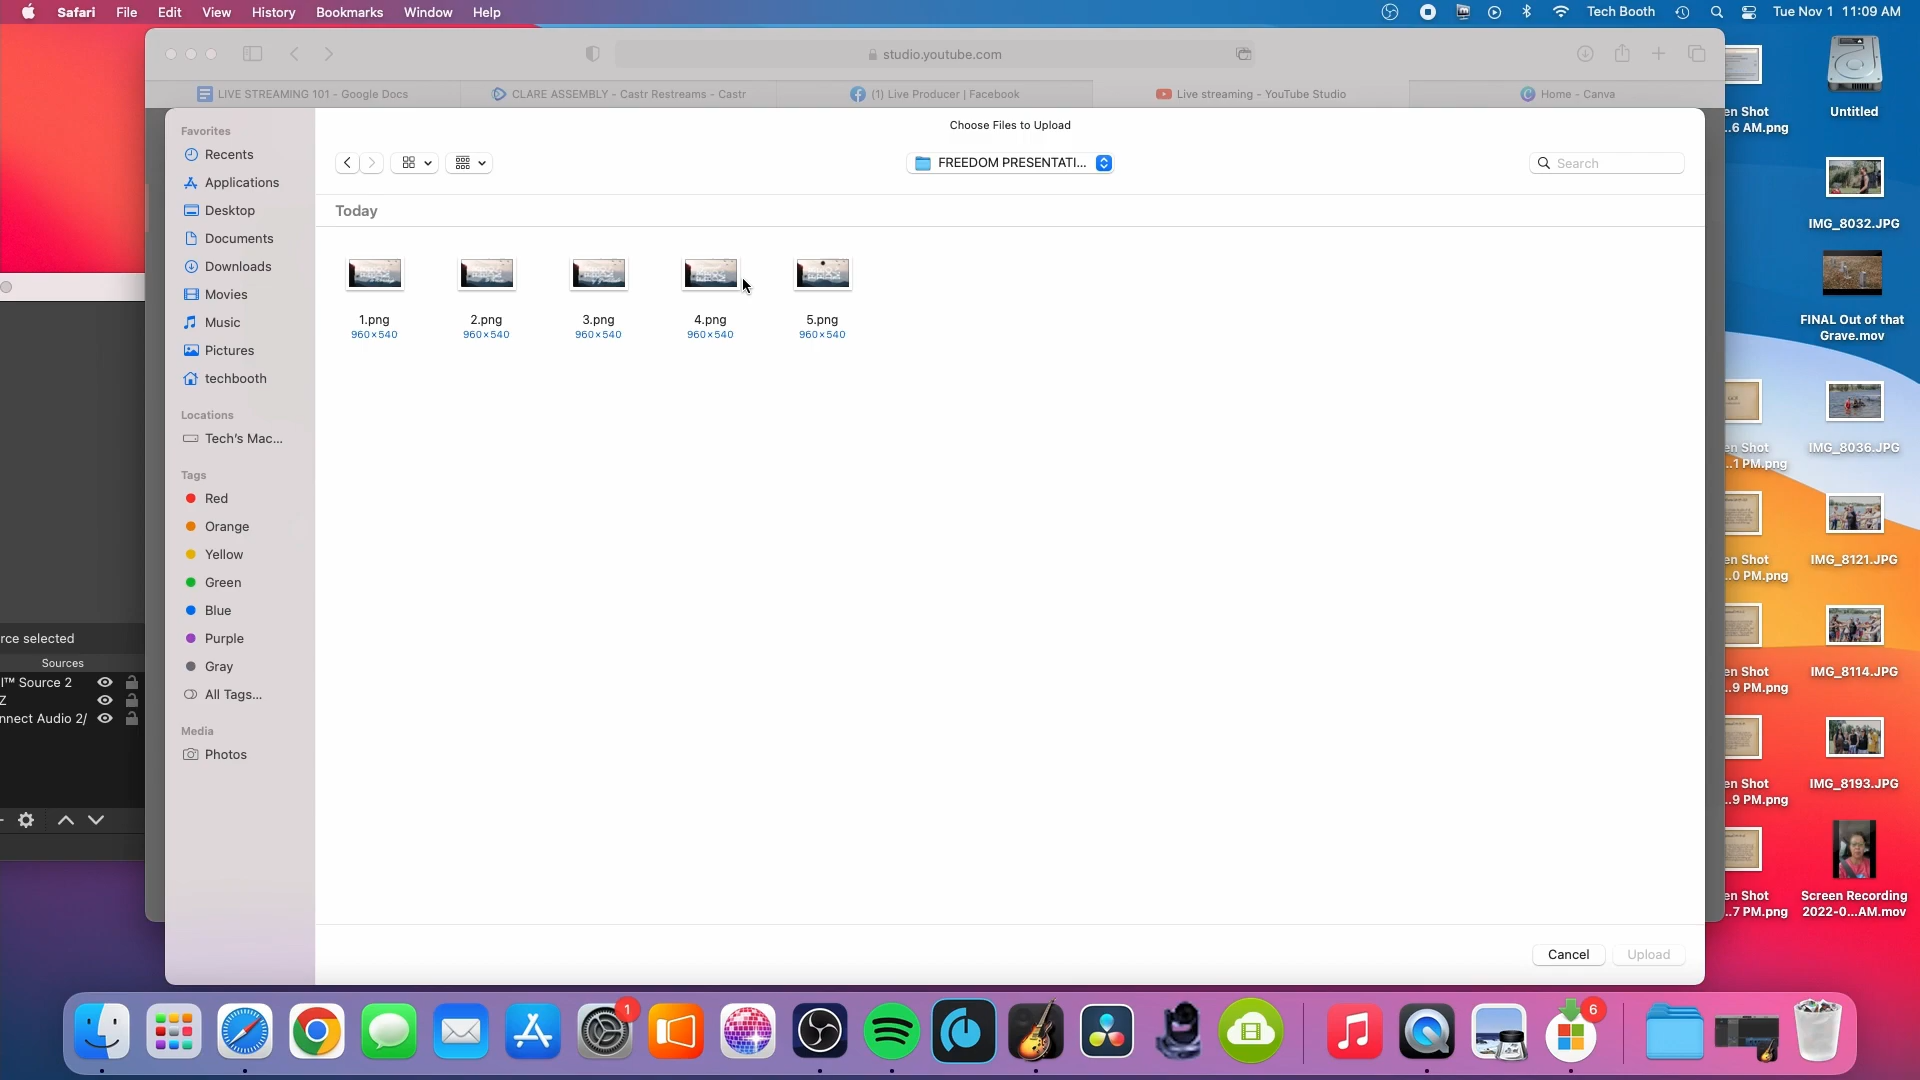 Safari File Edit View History Bookmarks Window Help
Tech Booth Tue Nov 1 11:09 AM
studio.youtube.com
LIVE STREAMING 101 - Google Docs
CLARE ASSEMBLY - Castr Restreams - Castr
(1) Live Producer | Facebook
Live streaming - YouTube Studio
Home - Canva
Choose Files to Upload
FREEDOM PRESENTATI...
Search
Favorites
Recents
Applications
Desktop
Documents
Downloads
Movies
Music
Pictures
techbooth
Locations
Tech's Mac...
Tags
Red
Orange
Yellow
Green
Blue
Purple
Gray
All Tags...
Media
Photos
Today
1.png
960×540
2.png
960×540
3.png
960×540
4.png
960×540
5.png
960×540
Cancel
Upload
rce selected
Sources
l™ Source 2
Z
nnect Audio 2/
en Shot
...6 AM.png
Untitled
IMG_8032.JPG
FINAL Out of that
Grave.mov
en Shot
...1 PM.png
IMG_8036.JPG
en Shot
...0 PM.png
IMG_8121.JPG
en Shot
...9 PM.png
IMG_8114.JPG
en Shot
...9 PM.png
IMG_8193.JPG
en Shot
...7 PM.png
Screen Recording
2022-0...AM.mov
1
6